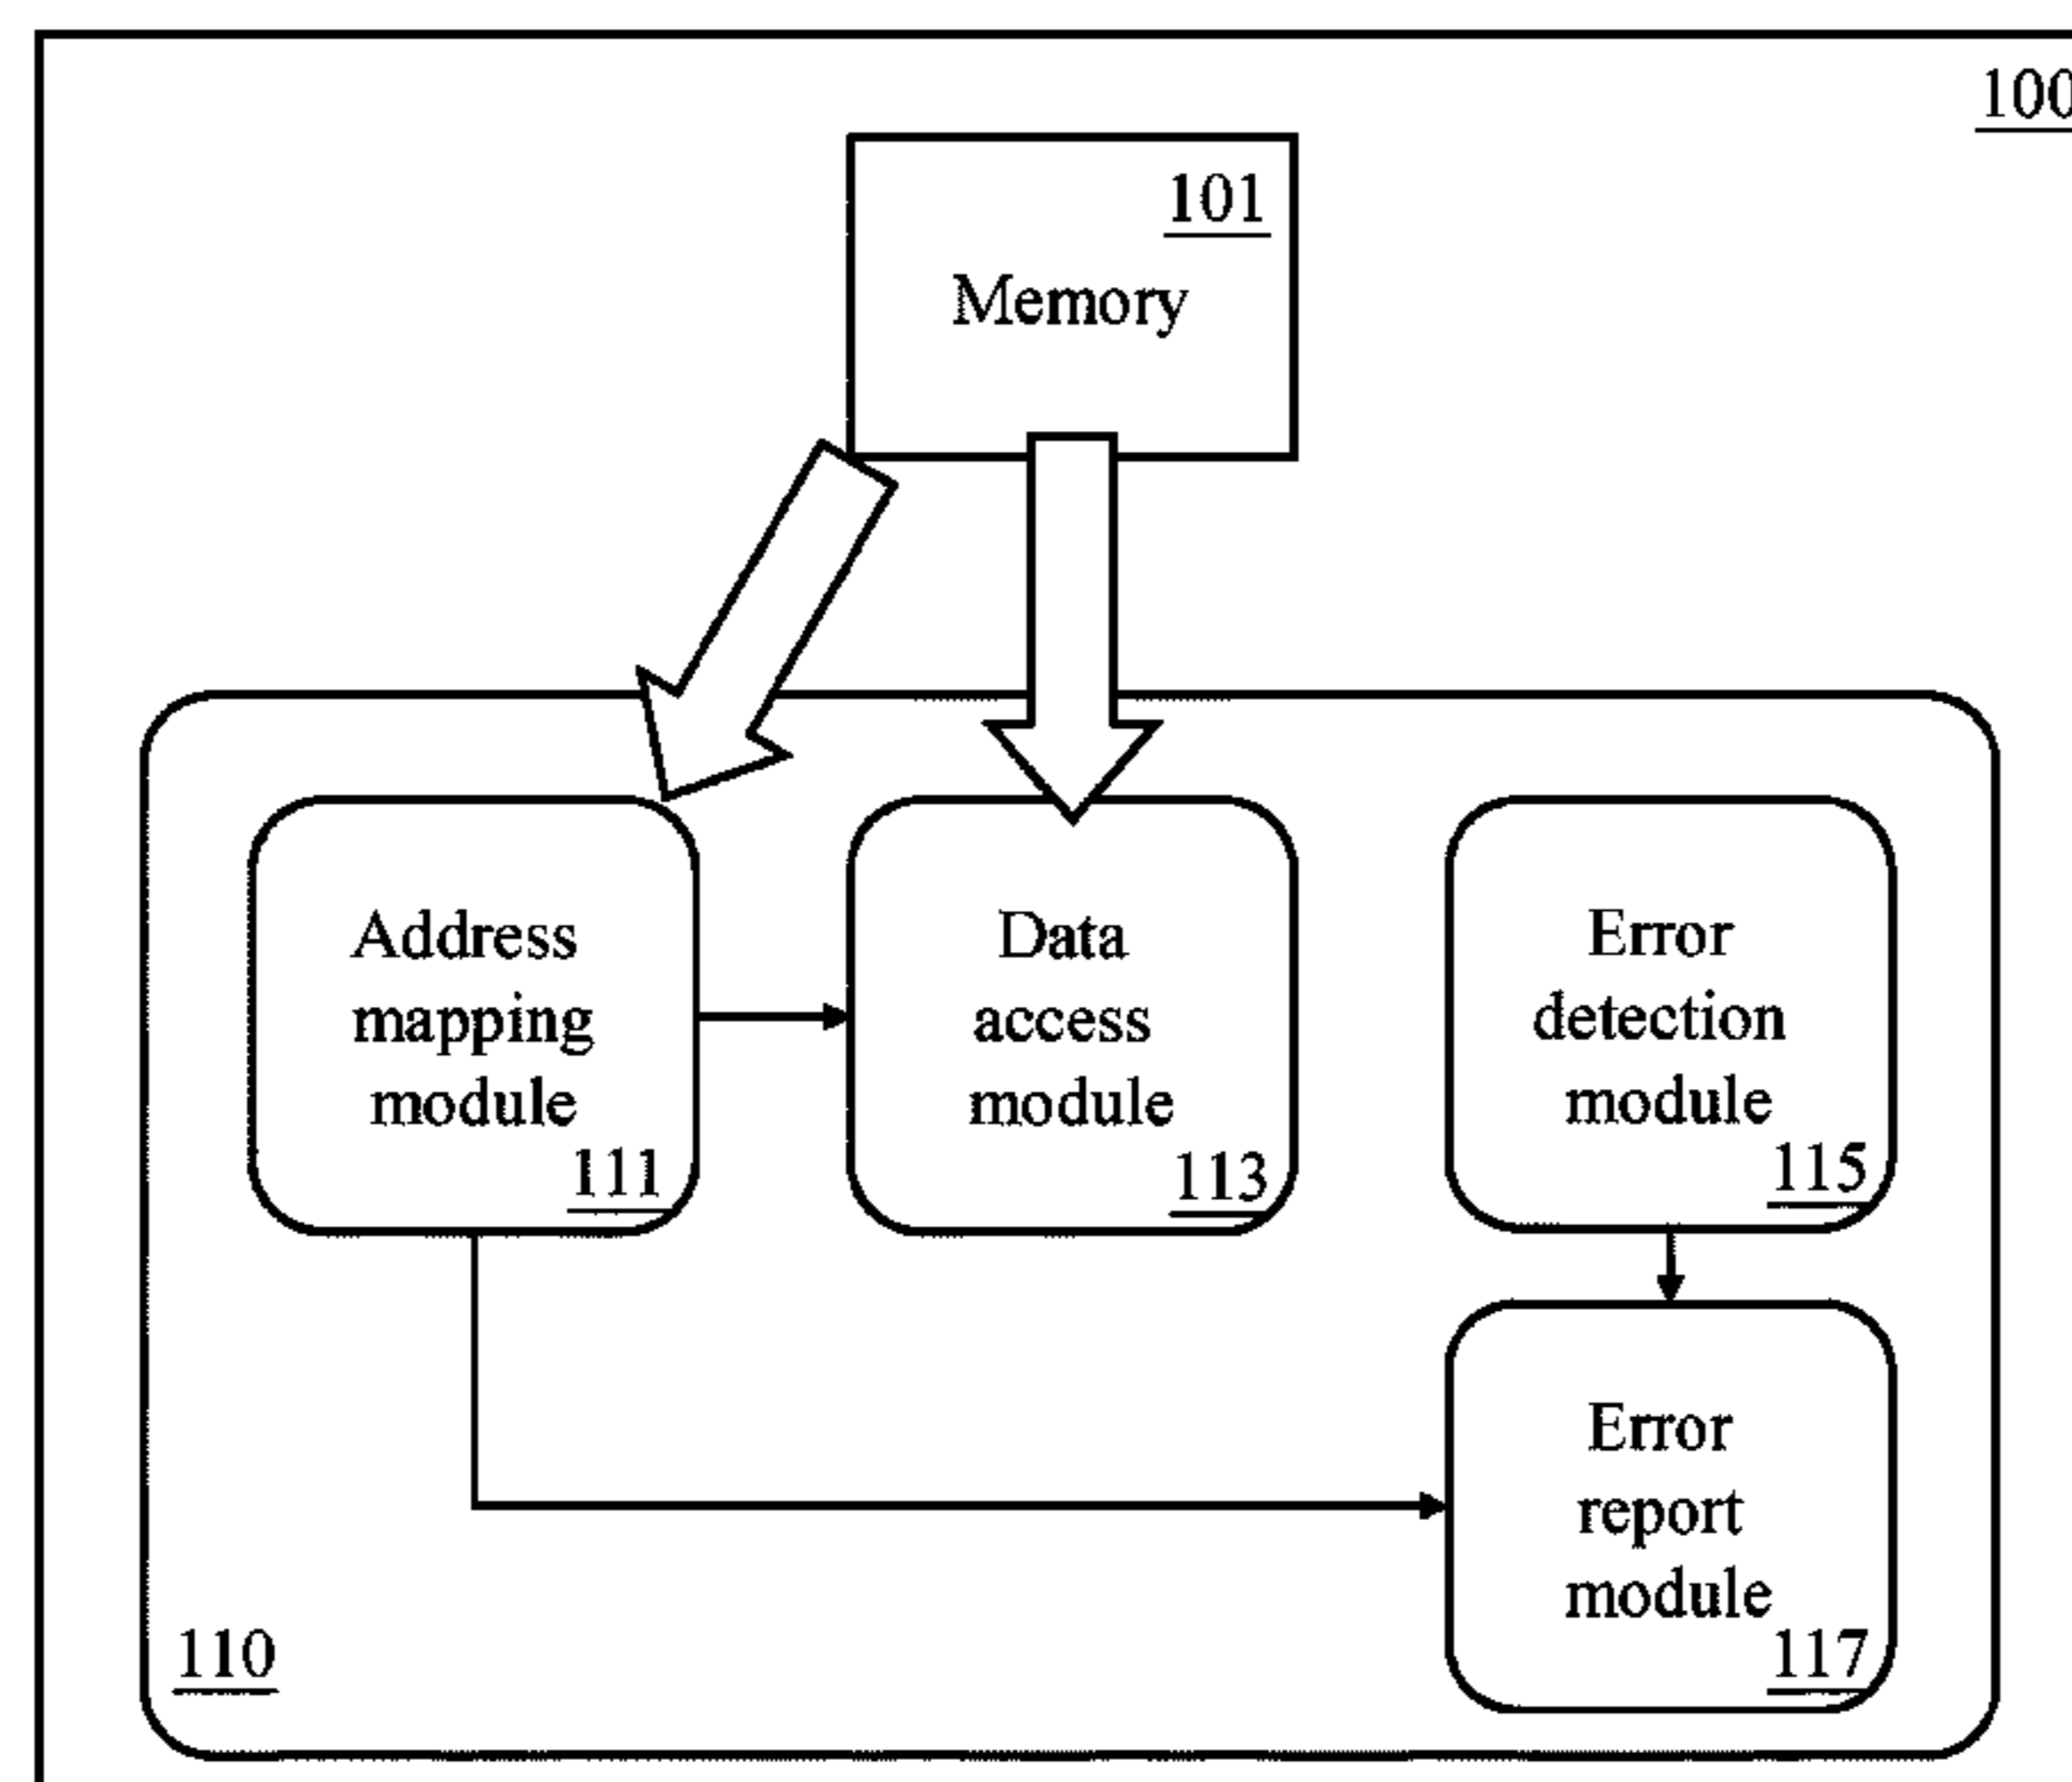 100
101
Memory
Address
mapping
module
111
Data
access
module
113
Error
detection
module
115
Error
report
module
117
110